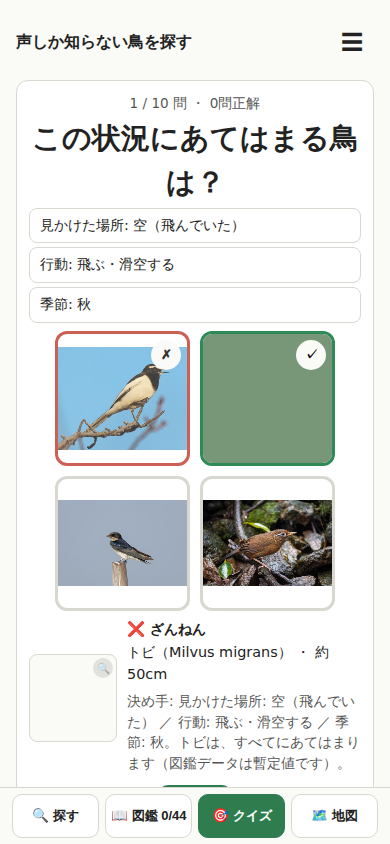 声しか知らない鳥を探す
☰
1 / 10 問 ・ 0問正解
この状況にあてはまる鳥
は？
見かけた場所: 空（飛んでいた）
行動: 飛ぶ・滑空する
季節: 秋
✗
✓
❌ ざんねん
トビ（Milvus migrans） ・ 約
50cm
🔍
決め手: 見かけた場所: 空（飛んでい
た） ／ 行動: 飛ぶ・滑空する ／ 季
節: 秋。トビは、すべてにあてはまり
ます（図鑑データは暫定値です）。
🔍 探す
📖 図鑑 0/44
🎯 クイズ
🗺️ 地図